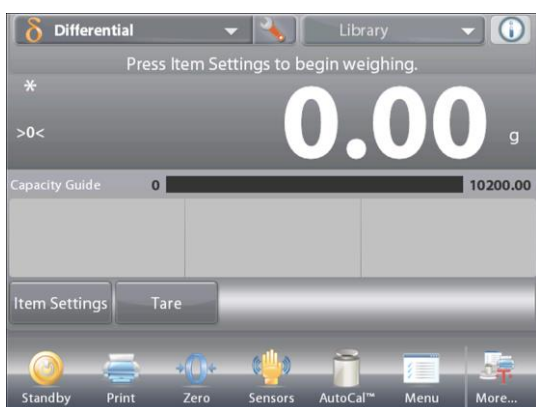 δ Differential Library
Press Item Settings to begin weighing.
*
>0< 0.00 g
Capacity Guide 0 10200.00
Item Settings Tare
Standby Print Zero Sensors AutoCal™ Menu More...